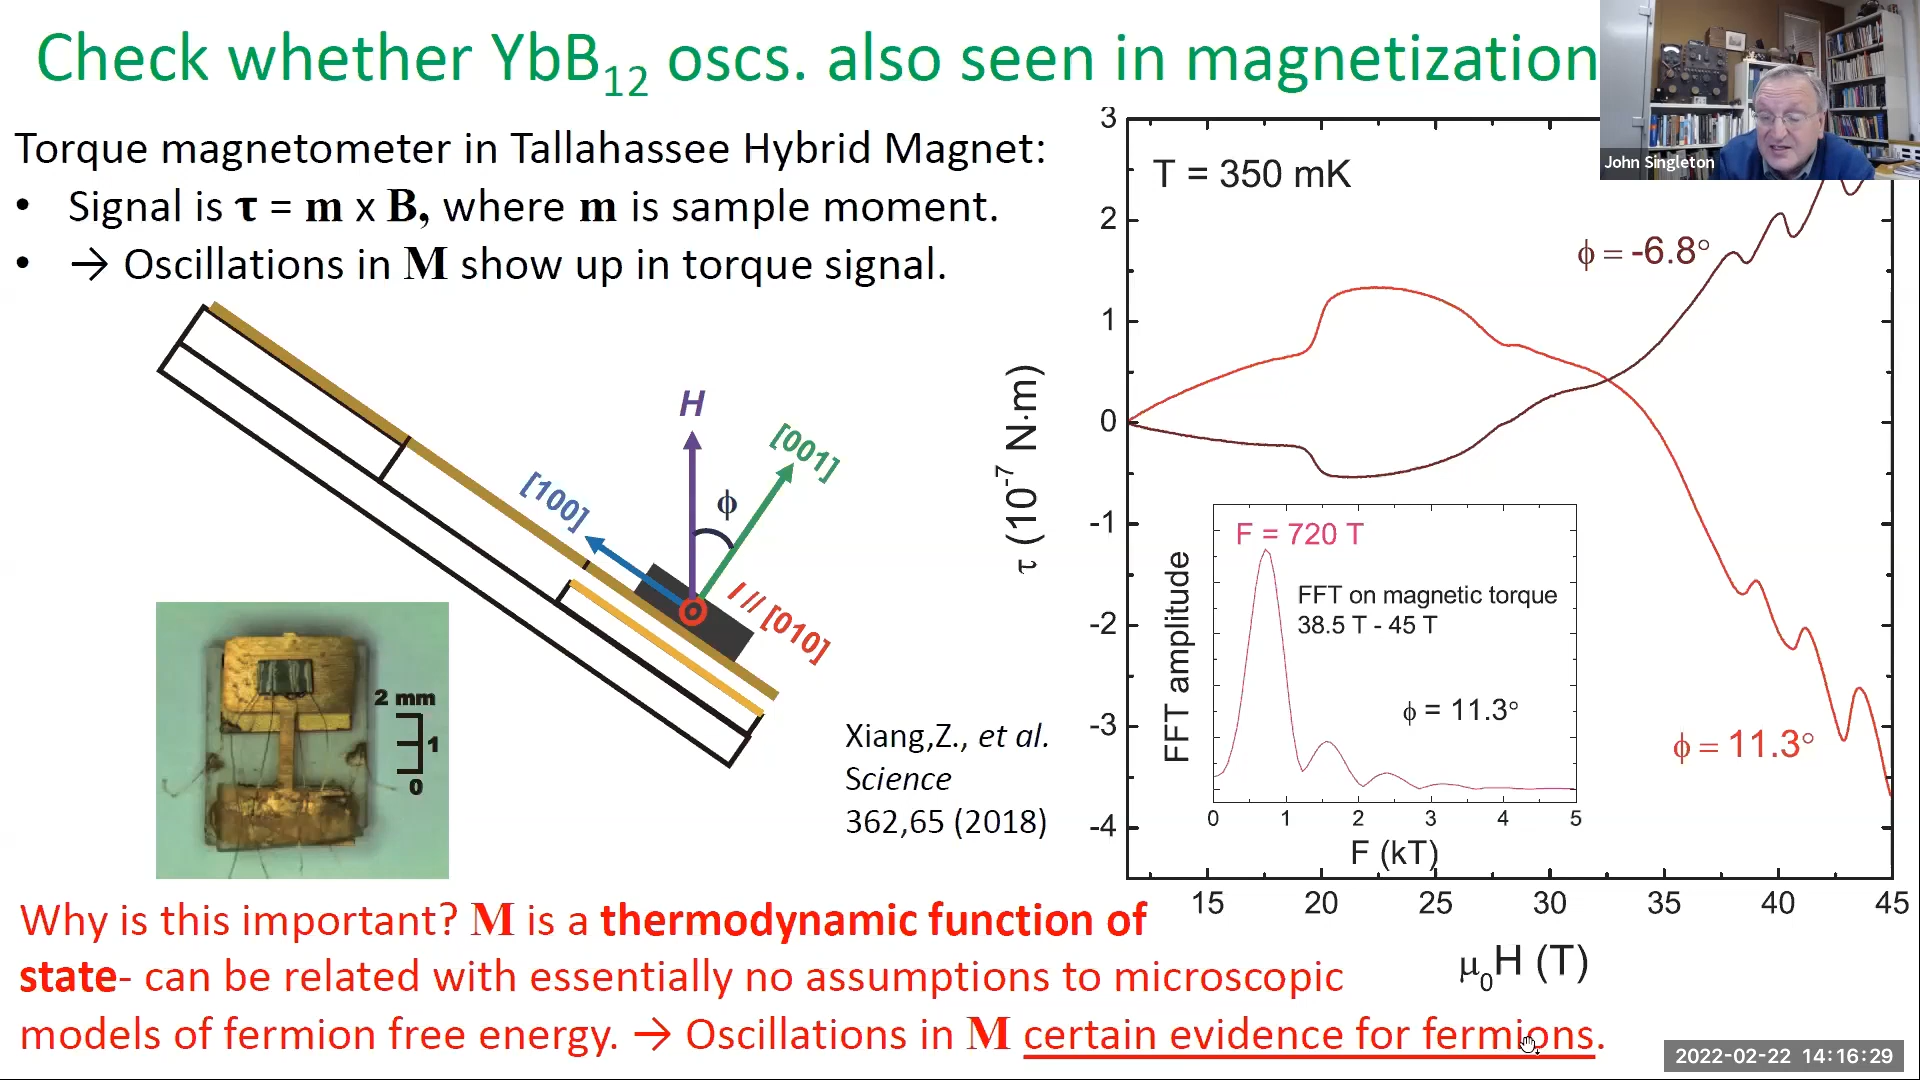 Check whether YbB12 oscs. also seen in magnetization
John Singleton
Torque magnetometer in Tallahassee Hybrid Magnet:
• Signal is τ = m x B, where m is sample moment.
• → Oscillations in M show up in torque signal.
H
[001]
[100]
ϕ
I // [010]
2 mm
1
0
Xiang,Z., et al.
Science
362,65 (2018)
T = 350 mK
ϕ = -6.8°
ϕ = 11.3°
τ (10-7 N·m)
3
2
1
0
-1
-2
-3
-4
15 20 25 30 35 40 45
μ0H (T)
F = 720 T
FFT on magnetic torque
38.5 T - 45 T
ϕ = 11.3°
FFT amplitude
0 1 2 3 4 5
F (kT)
Why is this important? M is a thermodynamic function of
state- can be related with essentially no assumptions to microscopic
models of fermion free energy. → Oscillations in M certain evidence for fermions.
2022-02-22 14:16:29